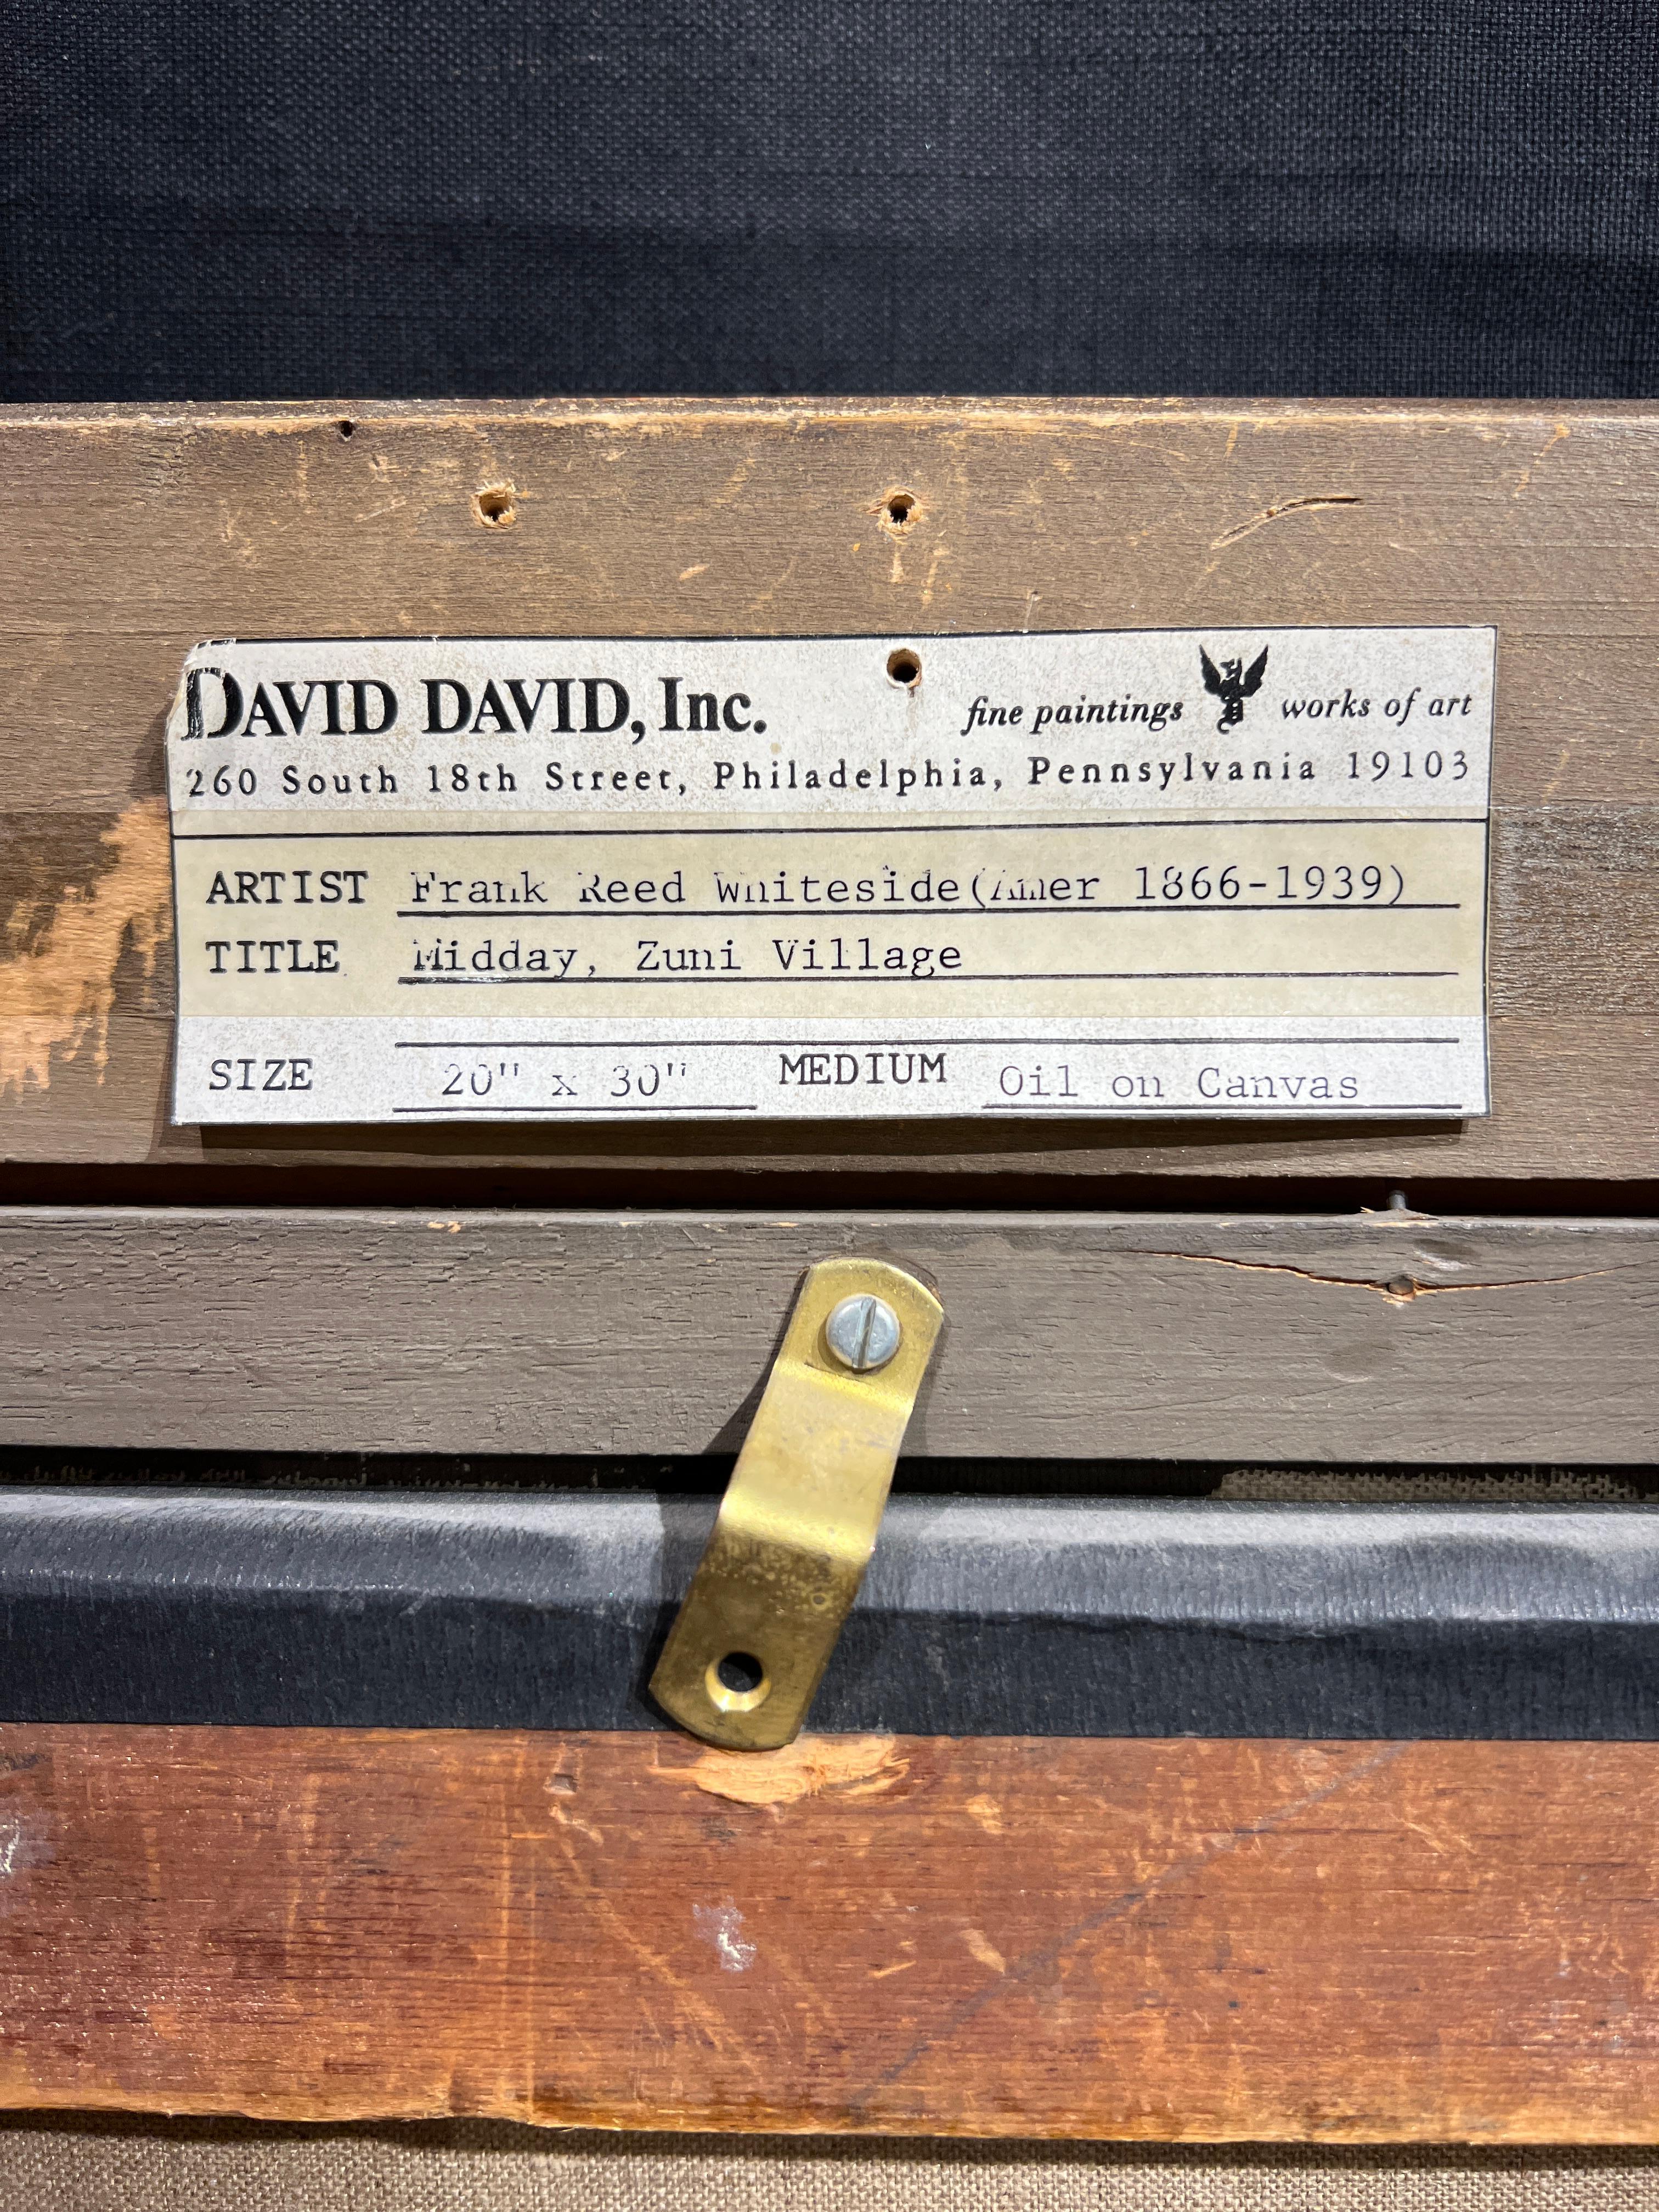 DAVID DAVID, Inc. fine paintings works of art
260 South 18th Street, Philadelphia, Pennsylvania 19103
ARTIST Frank Reed Whiteside(Amer 1866-1939)
TITLE Midday, Zuni Village
SIZE 20" x 30" MEDIUM Oil on Canvas